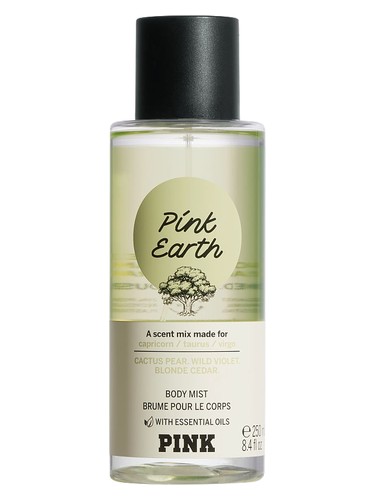 Pink
Earth
A scent mix made for
capricorn / taurus / virgo
CACTUS PEAR, WILD VIOLET,
BLONDE CEDAR
BODY MIST
BRUME POUR LE CORPS
WITH ESSENTIAL OILS
PINK
℮ 250 m
8.4 fl oz